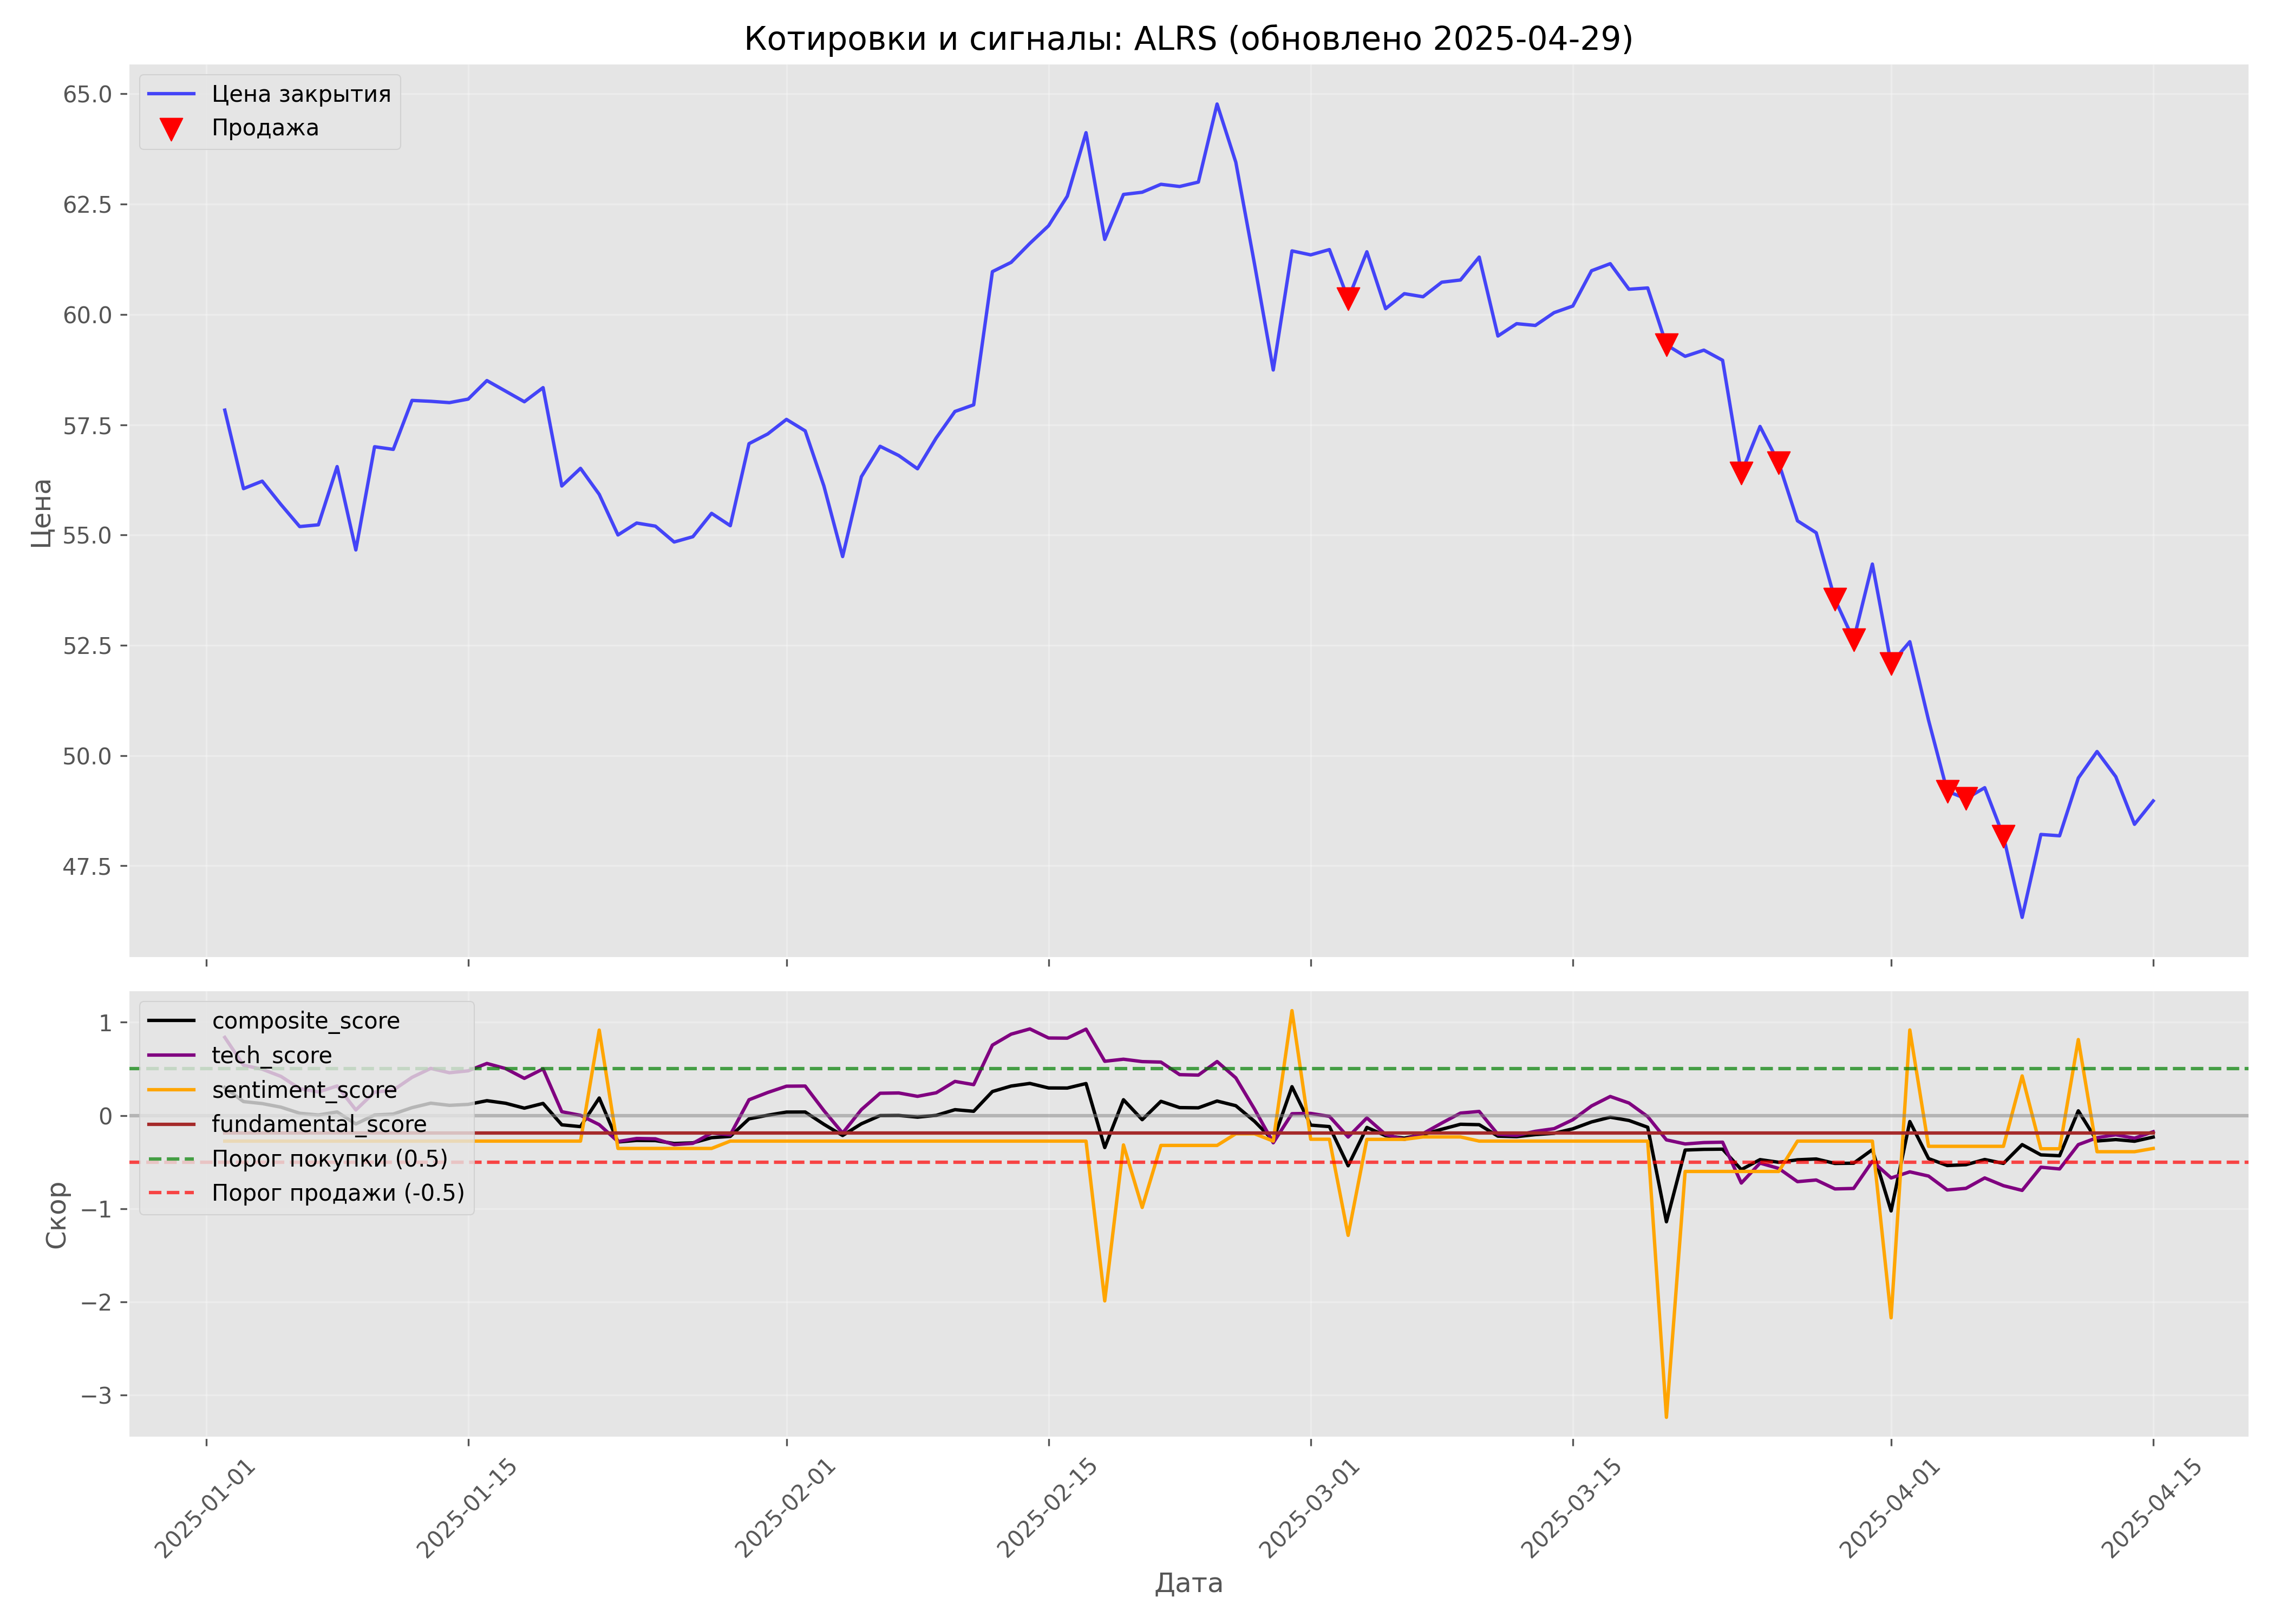 Котировки и сигналы: ALRS (обновлено 2025-04-29)
Цена закрытия
Продажа
65.0
62.5
60.0
57.5
55.0
52.5
50.0
47.5
Цена
composite_score
tech_score
sentiment_score
fundamental_score
Порог покупки (0.5)
Порог продажи (-0.5)
1
0
−1
−2
−3
Скор
2025-01-01
2025-01-15
2025-02-01
2025-02-15
2025-03-01
2025-03-15
2025-04-01
2025-04-15
Дата